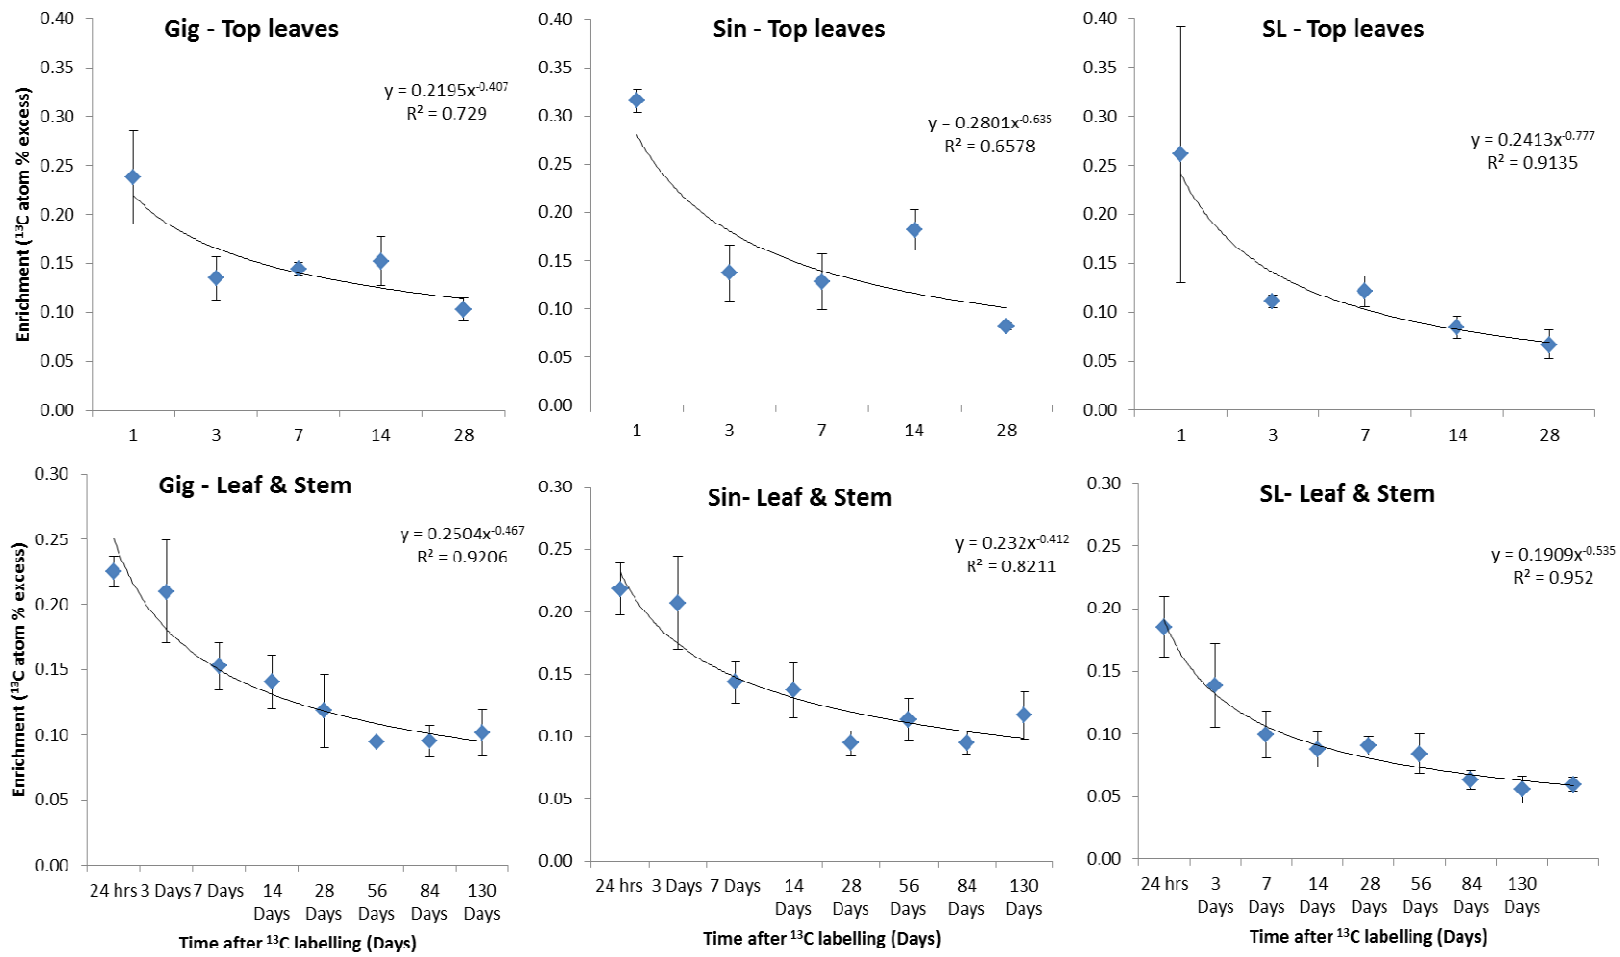 Gig - Top leaves
Enrichment (¹³C atom % excess)
0.40
0.35
0.30
0.25
0.20
0.15
0.10
0.05
0.00
y = 0.2195x^-0.407
R² = 0.729
1 3 7 14 28
Sin - Top leaves
0.40
0.35
0.30
0.25
0.20
0.15
0.10
0.05
0.00
y = 0.2801x^-0.635
R² = 0.6578
1 3 7 14 28
SL - Top leaves
0.40
0.35
0.30
0.25
0.20
0.15
0.10
0.05
0.00
y = 0.2413x^-0.777
R² = 0.9135
1 3 7 14 28
Gig - Leaf & Stem
Enrichment (¹³C atom % excess)
0.30
0.25
0.20
0.15
0.10
0.05
0.00
y = 0.2504x^-0.467
R² = 0.9206
24 hrs 3 Days 7 Days 14 28 56 84 130
Days Days Days Days Days
Time after ¹³C labelling (Days)
Sin- Leaf & Stem
0.30
0.25
0.20
0.15
0.10
0.05
0.00
y = 0.232x^-0.412
R² = 0.8211
24 hrs 3 Days 7 Days 14 28 56 84 130
Days Days Days Days Days
Time after ¹³C labelling (Days)
SL- Leaf & Stem
0.30
0.25
0.20
0.15
0.10
0.05
0.00
y = 0.1909x^-0.535
R² = 0.952
24 hrs 3 7 14 28 56 84 130
Days Days Days Days Days Days Days
Time after ¹³C labelling (Days)